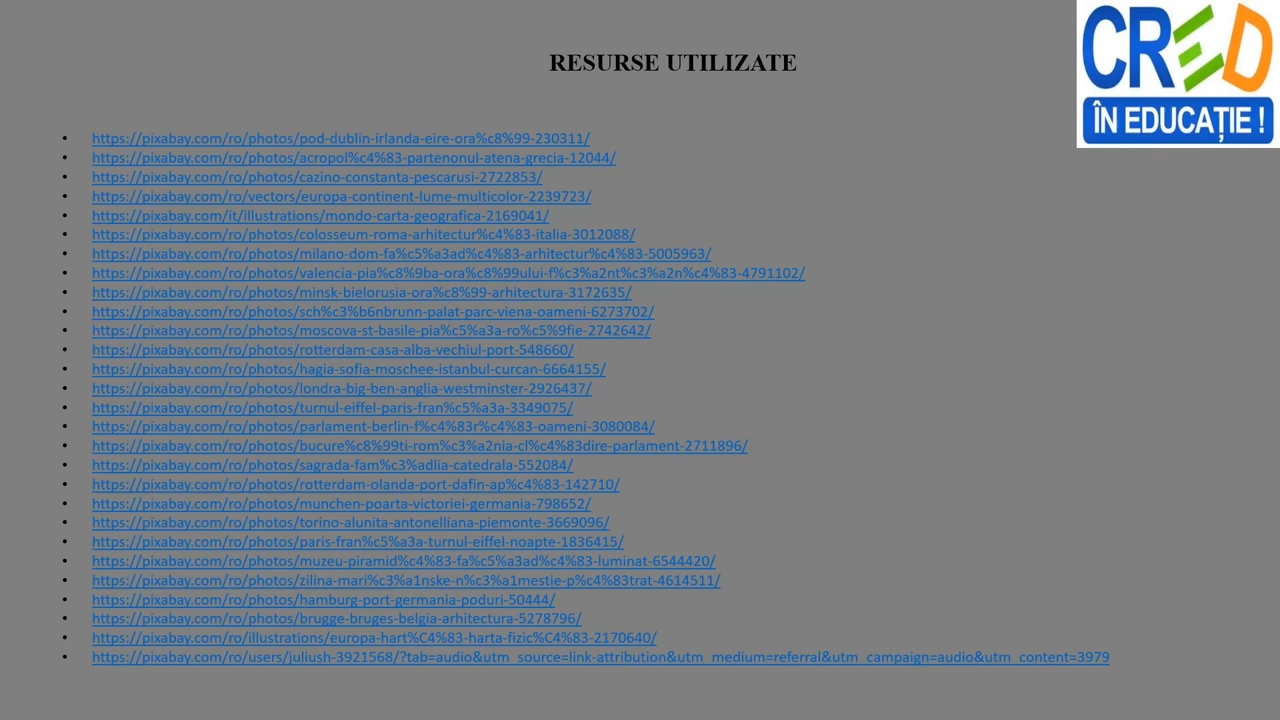 RESURSE UTILIZATE
CRED
ÎN EDUCAȚIE !
• https://pixabay.com/ro/photos/pod-dublin-irlanda-eire-ora%c8%99-230311/
• https://pixabay.com/ro/photos/acropol%c4%83-partenonul-atena-grecia-12044/
• https://pixabay.com/ro/photos/cazino-constanta-pescarusi-2722853/
• https://pixabay.com/ro/vectors/europa-continent-lume-multicolor-2239723/
• https://pixabay.com/it/illustrations/mondo-carta-geografica-2169041/
• https://pixabay.com/ro/photos/colosseum-roma-arhitectur%c4%83-italia-3012088/
• https://pixabay.com/ro/photos/milano-dom-fa%c5%a3ad%c4%83-arhitectur%c4%83-5005963/
• https://pixabay.com/ro/photos/valencia-pia%c8%9ba-ora%c8%99ului-f%c3%a2nt%c3%a2n%c4%83-4791102/
• https://pixabay.com/ro/photos/minsk-bielorusia-ora%c8%99-arhitectura-3172635/
• https://pixabay.com/ro/photos/sch%c3%b6nbrunn-palat-parc-viena-oameni-6273702/
• https://pixabay.com/ro/photos/moscova-st-basile-pia%c5%a3a-ro%c5%9fie-2742642/
• https://pixabay.com/ro/photos/rotterdam-casa-alba-vechiul-port-548660/
• https://pixabay.com/ro/photos/hagia-sofia-moschee-istanbul-curcan-6664155/
• https://pixabay.com/ro/photos/londra-big-ben-anglia-westminster-2926437/
• https://pixabay.com/ro/photos/turnul-eiffel-paris-fran%c5%a3a-3349075/
• https://pixabay.com/ro/photos/parlament-berlin-f%c4%83r%c4%83-oameni-3080084/
• https://pixabay.com/ro/photos/bucure%c8%99ti-rom%c3%a2nia-cl%c4%83dire-parlament-2711896/
• https://pixabay.com/ro/photos/sagrada-fam%c3%adlia-catedrala-552084/
• https://pixabay.com/ro/photos/rotterdam-olanda-port-dafin-ap%c4%83-142710/
• https://pixabay.com/ro/photos/munchen-poarta-victoriei-germania-798652/
• https://pixabay.com/ro/photos/torino-alunita-antonelliana-piemonte-3669096/
• https://pixabay.com/ro/photos/paris-fran%c5%a3a-turnul-eiffel-noapte-1836415/
• https://pixabay.com/ro/photos/muzeu-piramid%c4%83-fa%c5%a3ad%c4%83-luminat-6544420/
• https://pixabay.com/ro/photos/zilina-mari%c3%a1nske-n%c3%a1mestie-p%c4%83trat-4614511/
• https://pixabay.com/ro/photos/hamburg-port-germania-poduri-50444/
• https://pixabay.com/ro/photos/brugge-bruges-belgia-arhitectura-5278796/
• https://pixabay.com/ro/illustrations/europa-hart%C4%83-harta-fizic%C4%83-2170640/
• https://pixabay.com/ro/users/juliush-3921568/?tab=audio&utm_source=link-attribution&utm_medium=referral&utm_campaign=audio&utm_content=3979